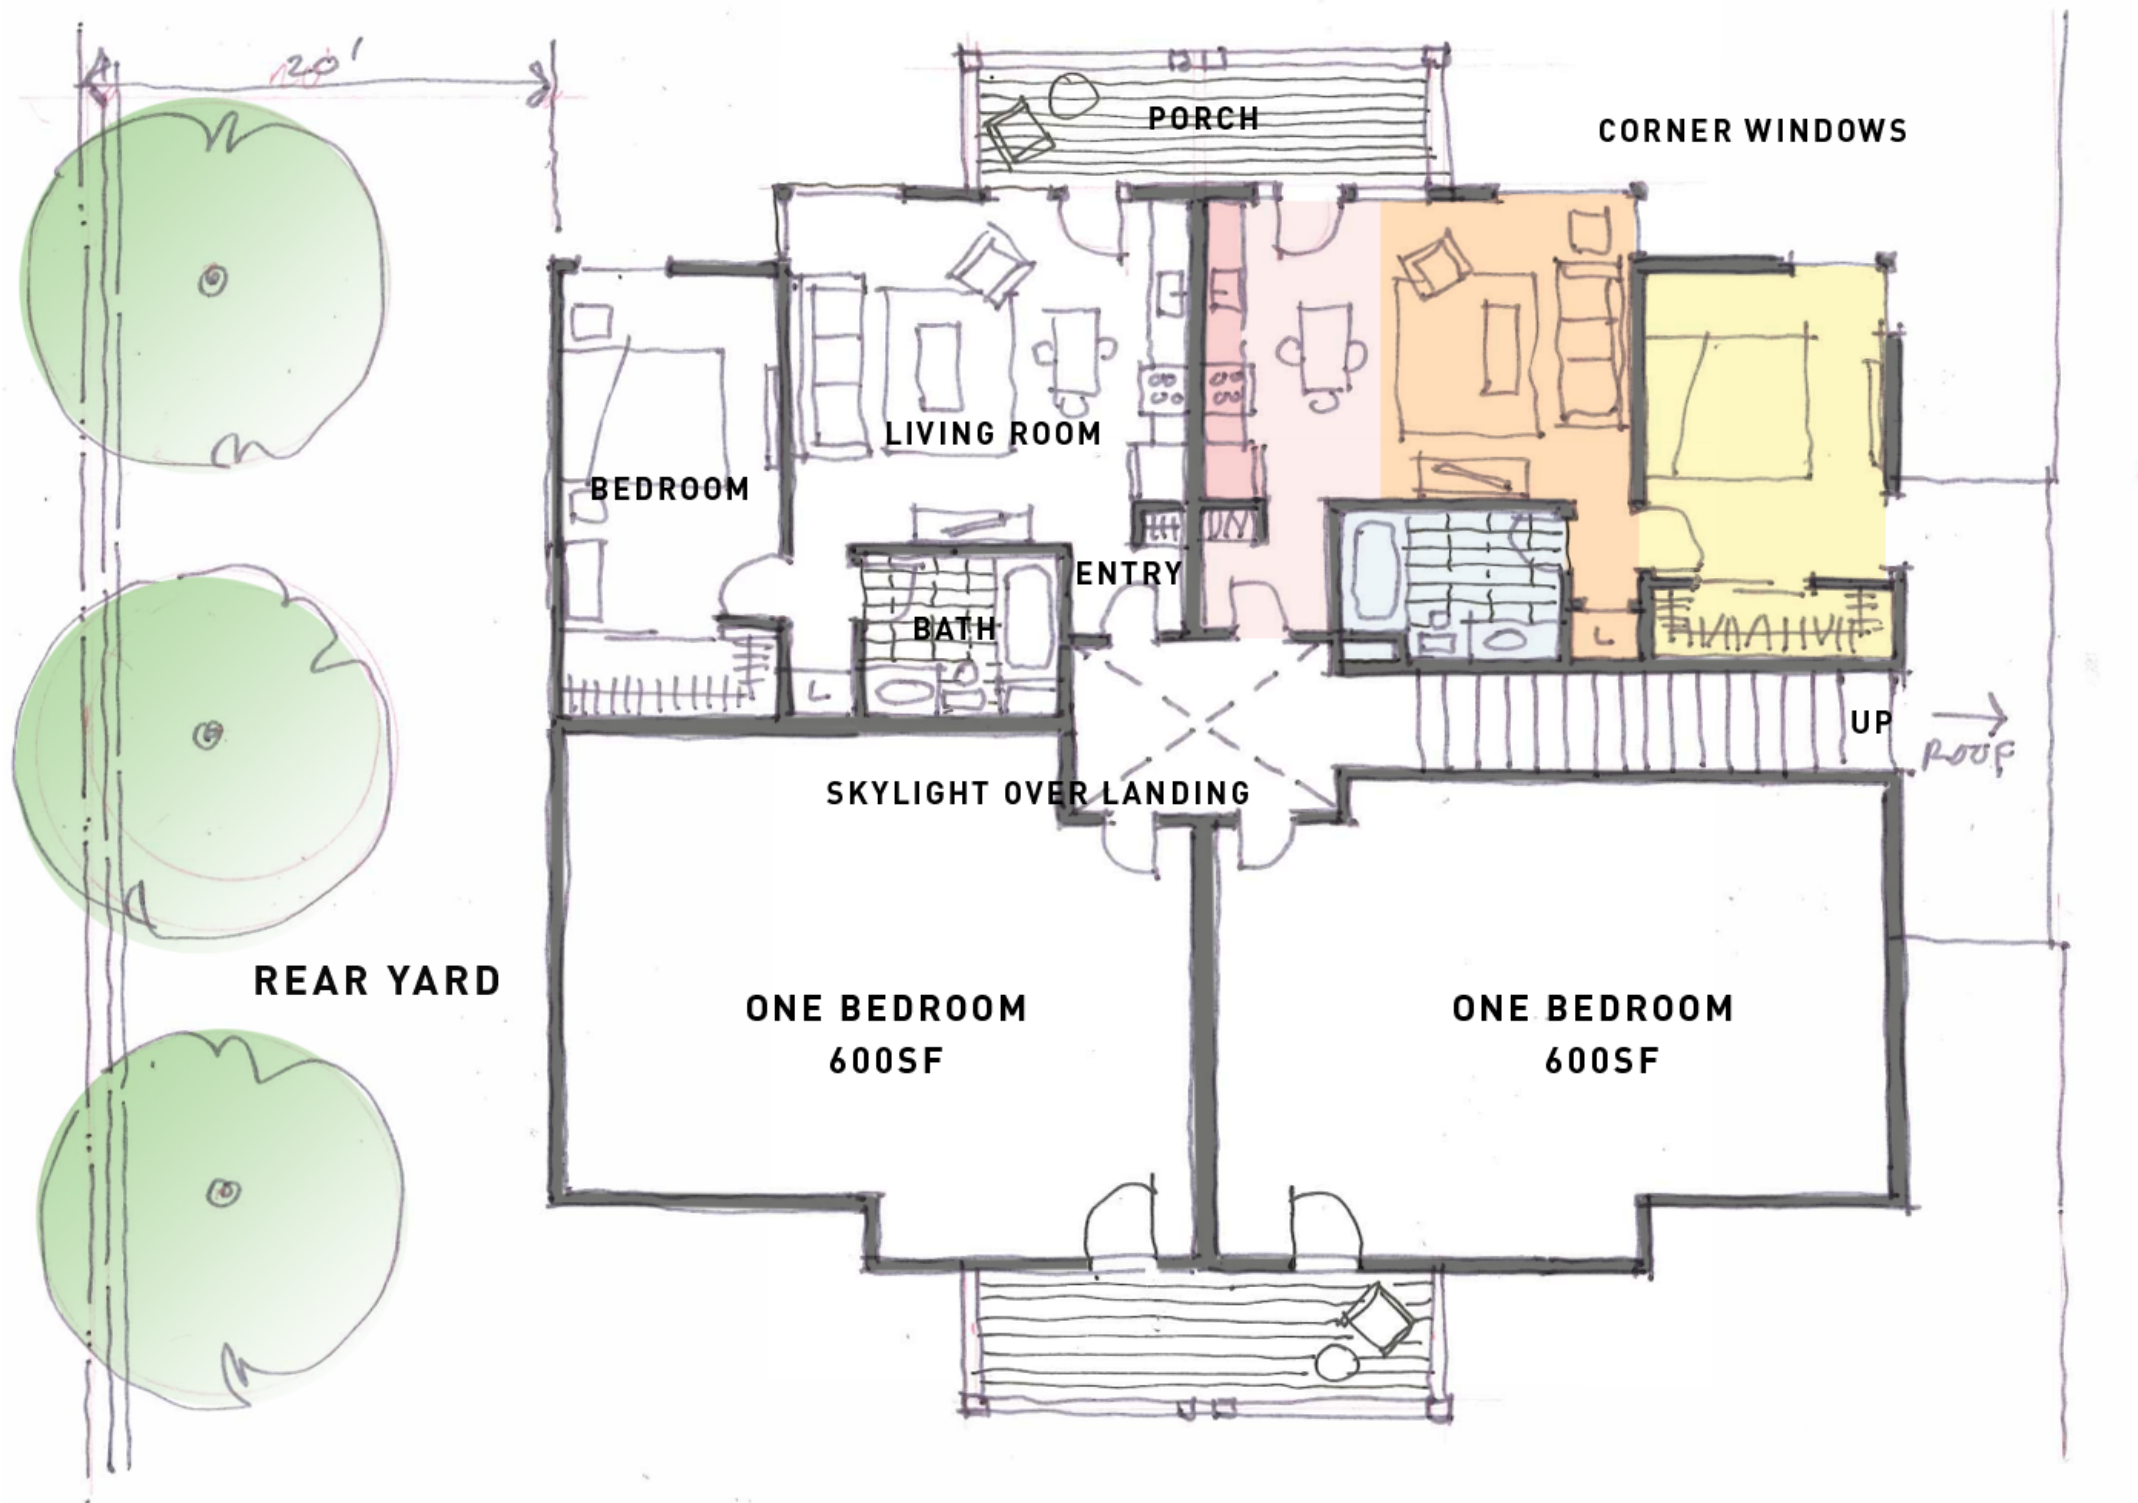 20'
PORCH
CORNER WINDOWS
LIVING ROOM
BEDROOM
ENTRY
BATH
L
L
UP
ROOF
SKYLIGHT OVER LANDING
REAR YARD
ONE BEDROOM
600SF
ONE BEDROOM
600SF